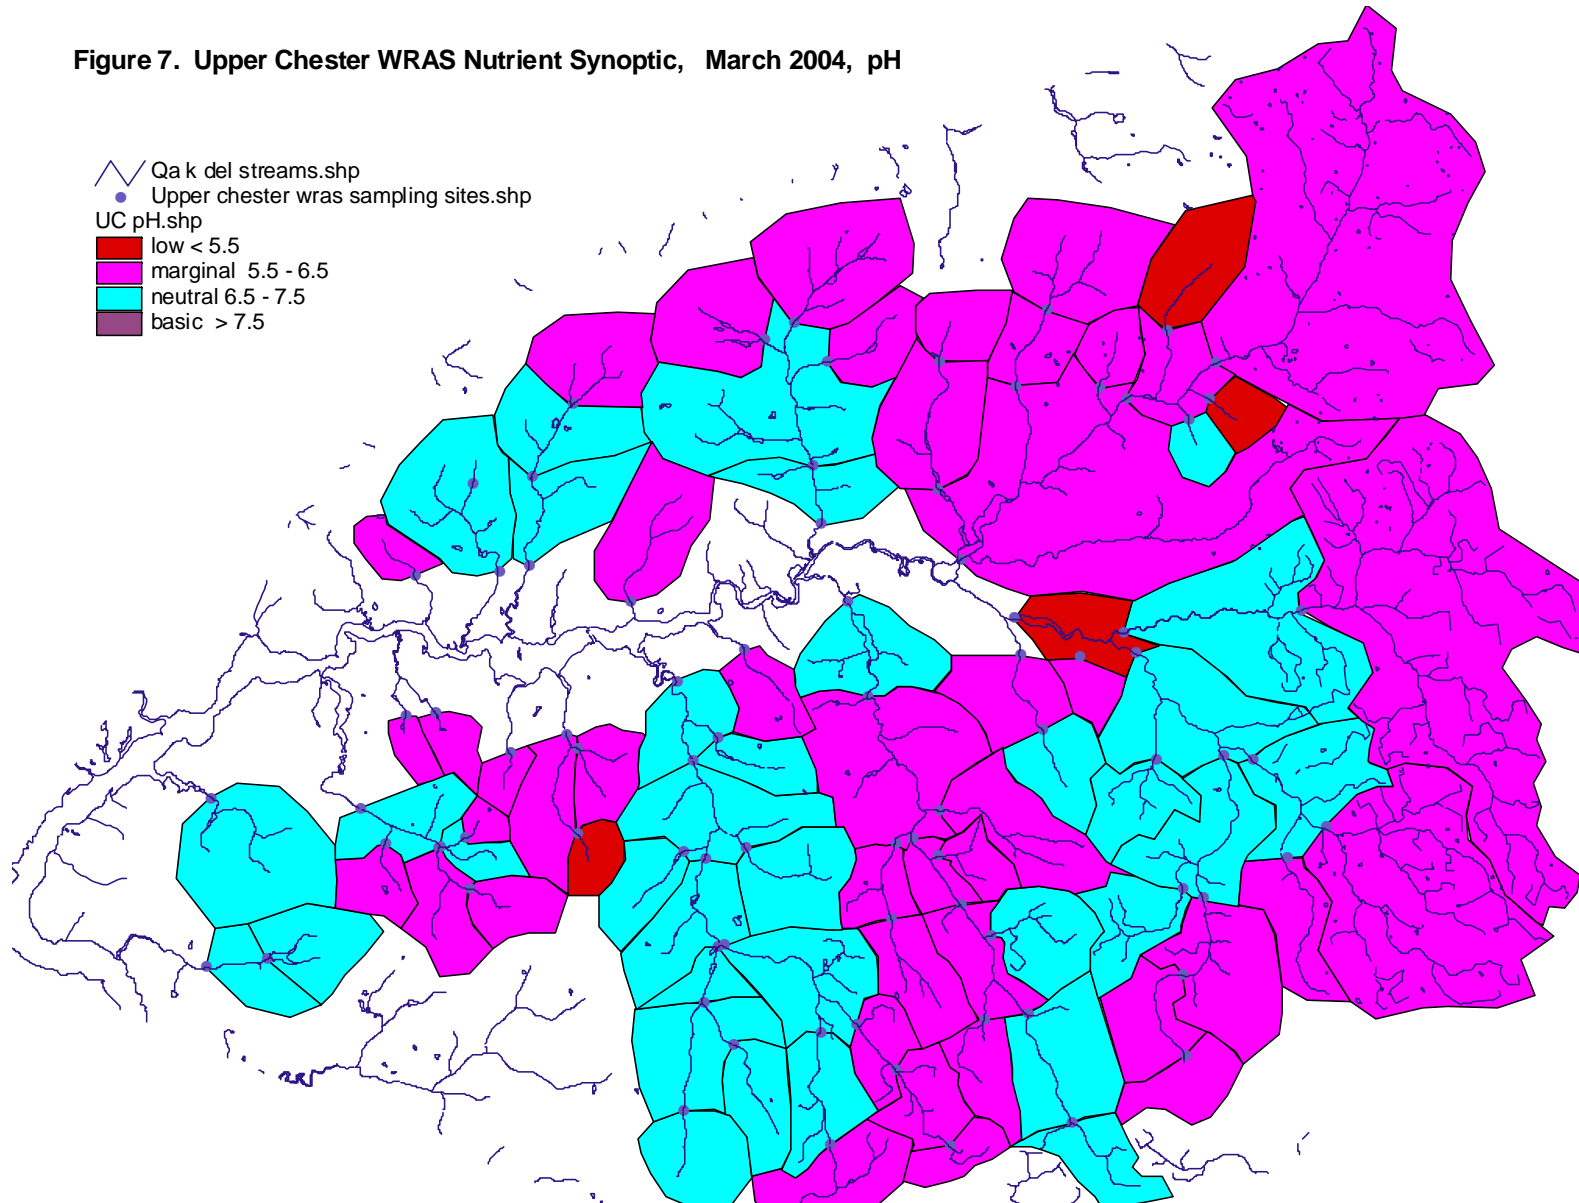 Figure 7. Upper Chester WRAS Nutrient Synoptic, March 2004, pH
Qa k del streams.shp
Upper chester wras sampling sites.shp
UC pH.shp
low < 5.5
marginal 5.5 - 6.5
neutral 6.5 - 7.5
basic > 7.5